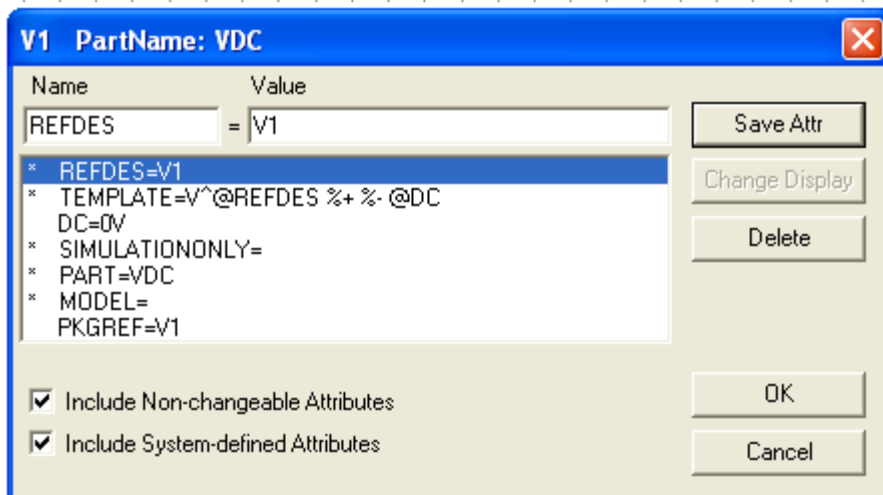 V1 PartName: VDC
Name Value
REFDES = V1
Save Attr
* REFDES=V1
* TEMPLATE=V^@REFDES %+ %- @DC
DC=0V
* SIMULATIONONLY=
* PART=VDC
* MODEL=
PKGREF=V1
Change Display
Delete
Include Non-changeable Attributes
Include System-defined Attributes
OK
Cancel